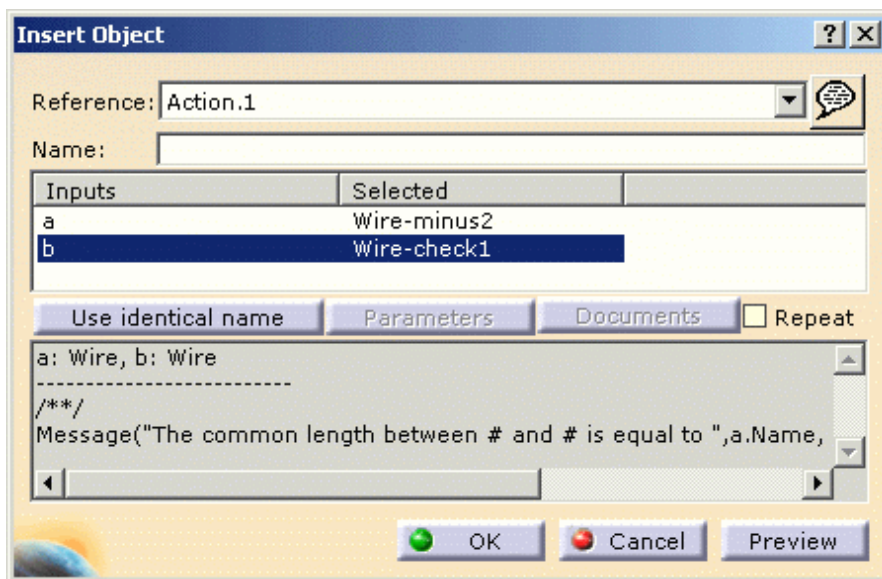 Insert Object
Reference: Action.1
Name:
Inputs Selected
a Wire-minus2
b Wire-check1
Use identical name Parameters Documents Repeat
a: Wire, b: Wire
--------------------------
/**/
Message("The common length between # and # is equal to ",a.Name,
OK Cancel Preview